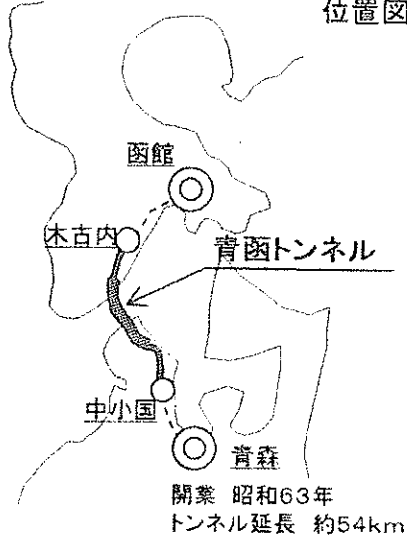 位置図
函館
木古内
青函トンネル
中小国
青森
開業 昭和63年
トンネル延長 約54km